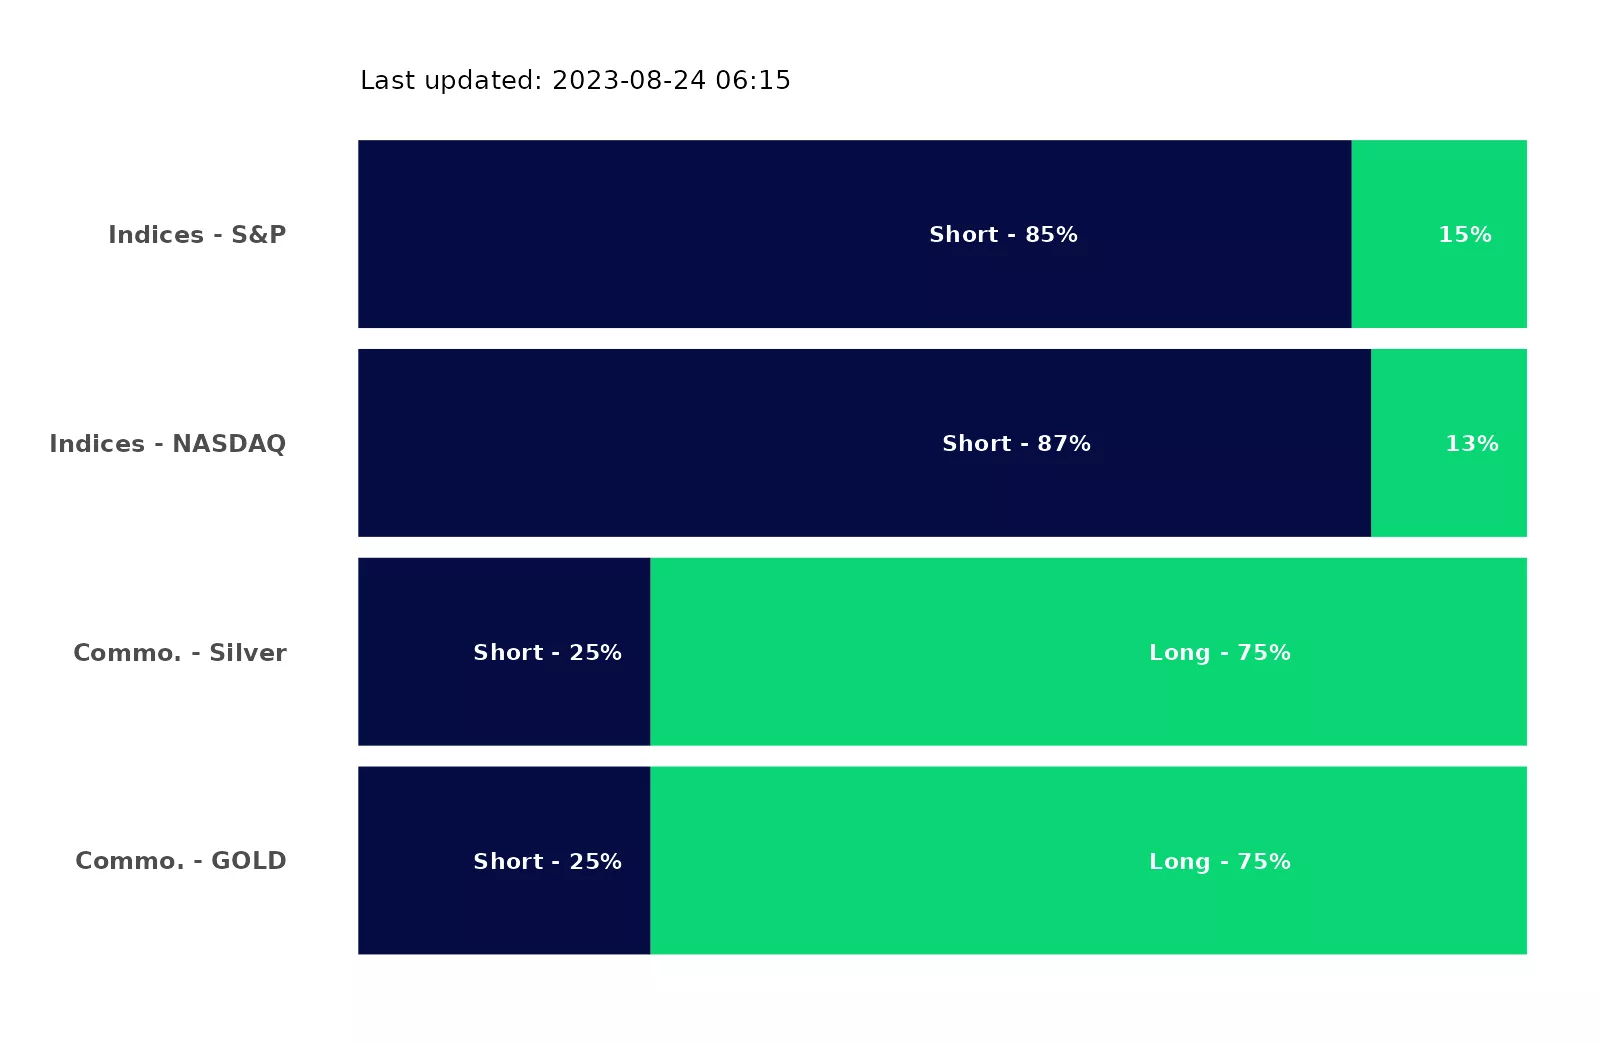 Last updated: 2023-08-24 06:15
Indices - S&P Short - 85% 15%
Indices - NASDAQ Short - 87% 13%
Commo. - Silver Short - 25% Long - 75%
Commo. - GOLD Short - 25% Long - 75%